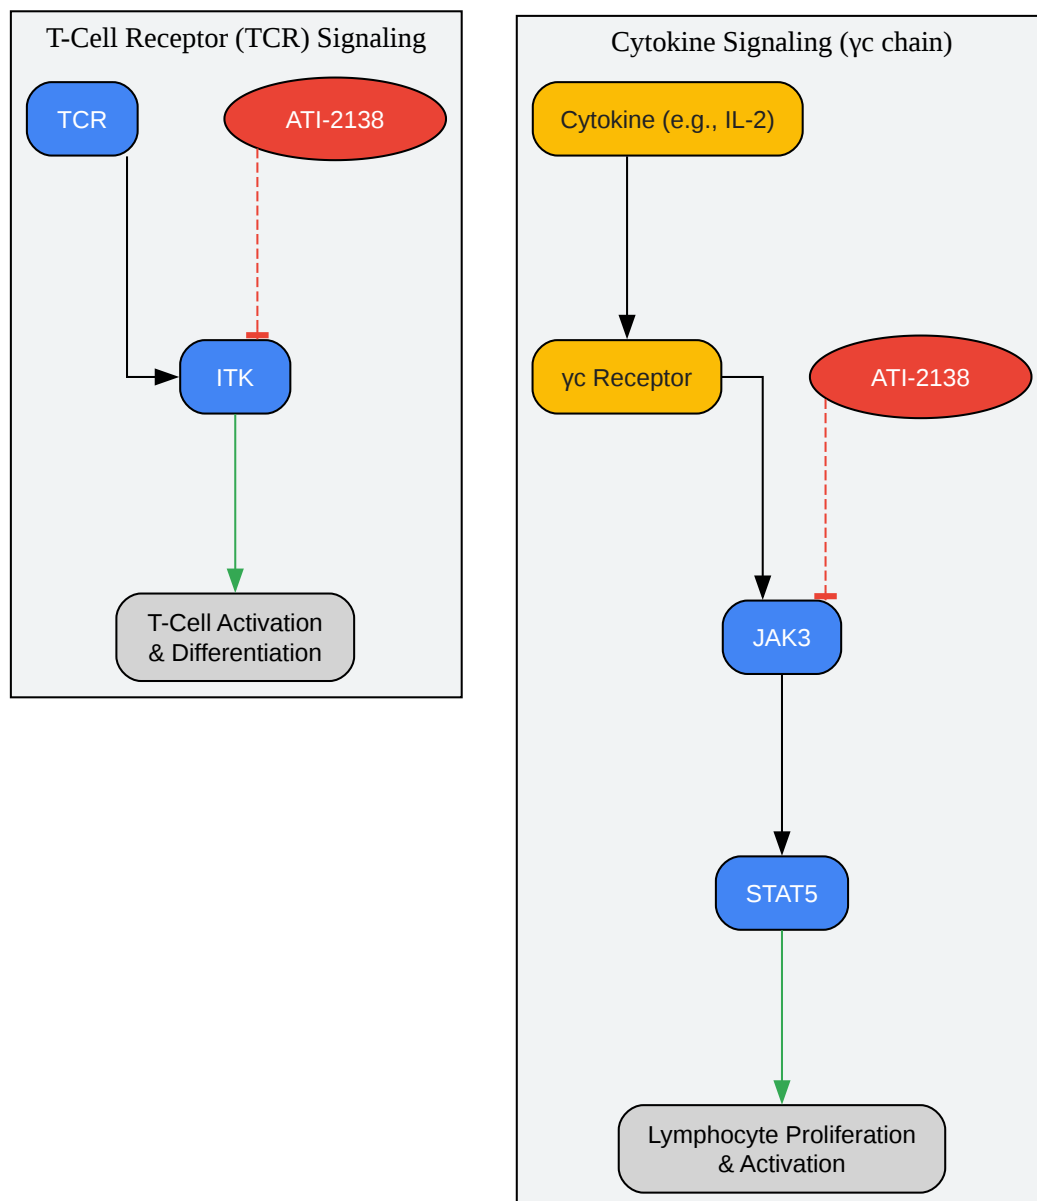 T-Cell Receptor (TCR) Signaling
TCR
ATI-2138
ITK
T-Cell Activation
& Differentiation
Cytokine Signaling (γc chain)
Cytokine (e.g., IL-2)
γc Receptor
ATI-2138
JAK3
STAT5
Lymphocyte Proliferation
& Activation